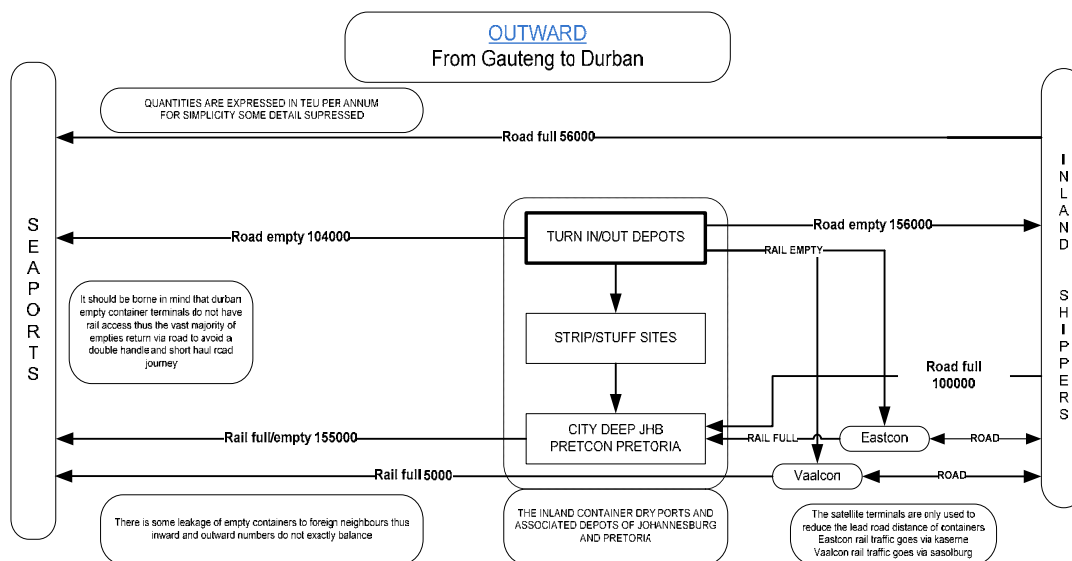 OUTWARD
From Gauteng to Durban
QUANTITIES ARE EXPRESSED IN TEU PER ANNUM
FOR SIMPLICITY SOME DETAIL SUPRESSED
Road full 56000
SEAPORTS
INLAND SHIPPERS
Road empty 104000
TURN IN/OUT DEPOTS
Road empty 156000
RAIL EMPTY
It should be borne in mind that durban
empty container terminals do not have
rail access thus the vast majority of
empties return via road to avoid a
double handle and short haul road
journey
STRIP/STUFF SITES
Road full
100000
CITY DEEP JHB
PRETCON PRETORIA
Rail full/empty 155000
RAIL FULL
Eastcon
ROAD
Rail full 5000
Vaalcon
ROAD
There is some leakage of empty containers to foreign neighbours thus
inward and outward numbers do not exactly balance
THE INLAND CONTAINER DRY PORTS AND
ASSOCIATED DEPOTS OF JOHANNESBURG
AND PRETORIA
The satellite terminals are only used to
reduce the lead road distance of containers
Eastcon rail traffic goes via kaserne
Vaalcon rail traffic goes via sasolburg